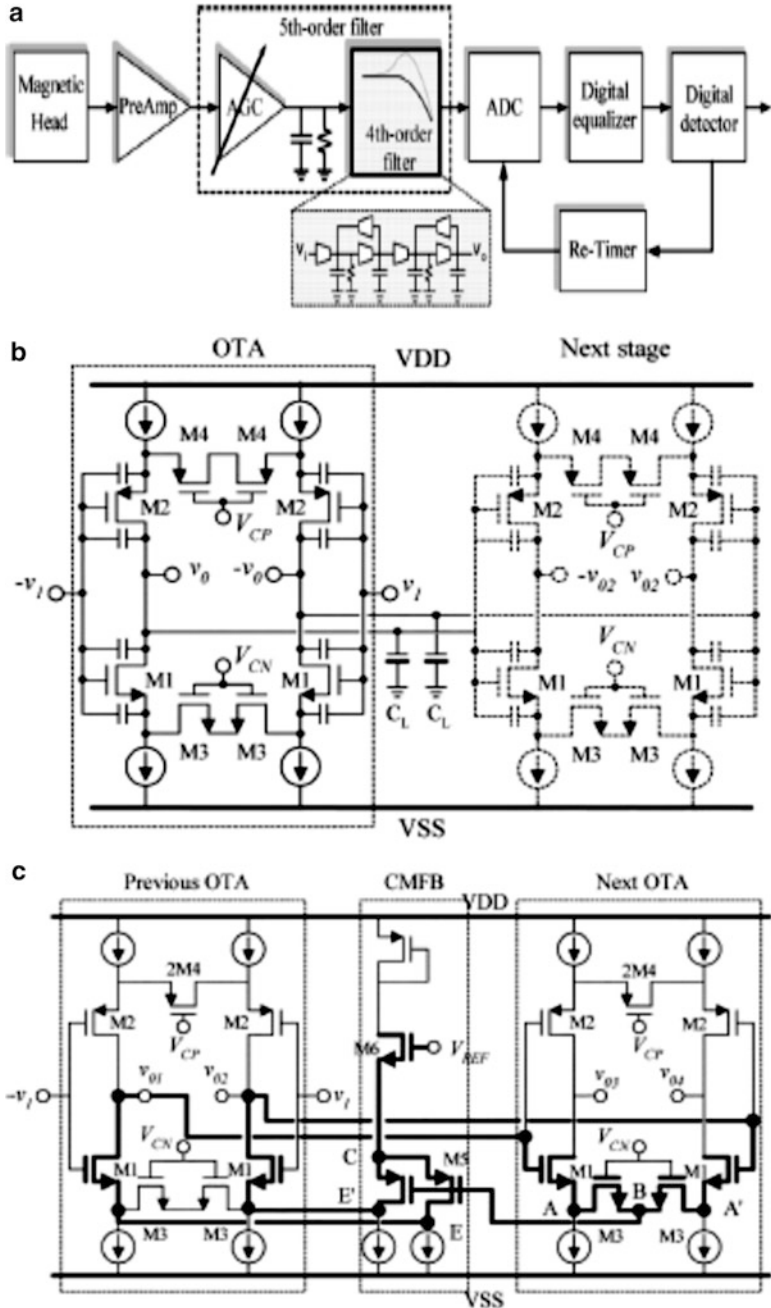 a
5th-order filter
Magnetic
Head
PreAmp
AGC
4th-order
filter
ADC
Digital
equalizer
Digital
detector
Vi
Vo
Re-Timer
b
OTA
VDD
Next stage
M4 M4
M4 M4
M2 VCP M2
M2 VCP M2
-vI v0 -v0 vI
-v02 v02
VCN
VCN
M1 M1
CL CL
M1 M1
M3 M3
M3 M3
VSS
c
Previous OTA
CMFB
Next OTA
VDD
2M4
2M4
M2 M2
M2 M2
VCP
M6 VREF
VCP
-vI v01 v02 vI
v03 v04
VCN
C M5
VCN
M1 M1
M1 B M1
E'
A A'
M3 M3
E
M3 M3
VSS